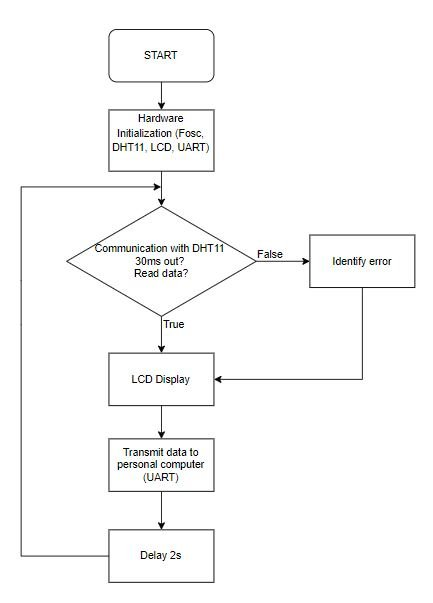 START
Hardware
Initialization (Fosc,
DHT11, LCD, UART)
Communication with DHT11
30ms out?
Read data?
False
Identify error
True
LCD Display
Transmit data to
personal computer
(UART)
Delay 2s